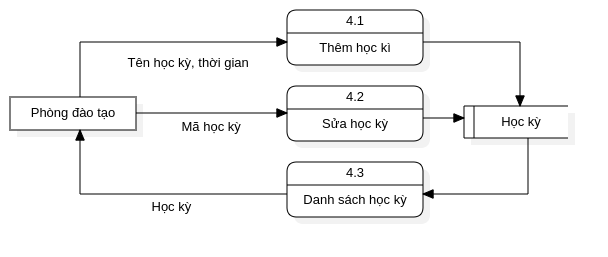 4.1
Thêm học kì
Tên học kỳ, thời gian
4.2
Phòng đào tạo
Mã học kỳ
Sửa học kỳ
Học kỳ
4.3
Danh sách học kỳ
Học kỳ